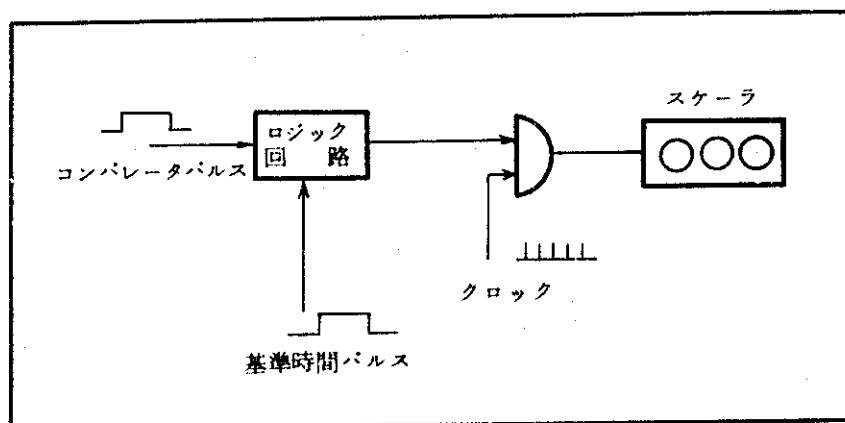 スケーラ
ロジック
回路
コンパレータパルス
クロック
基準時間パルス